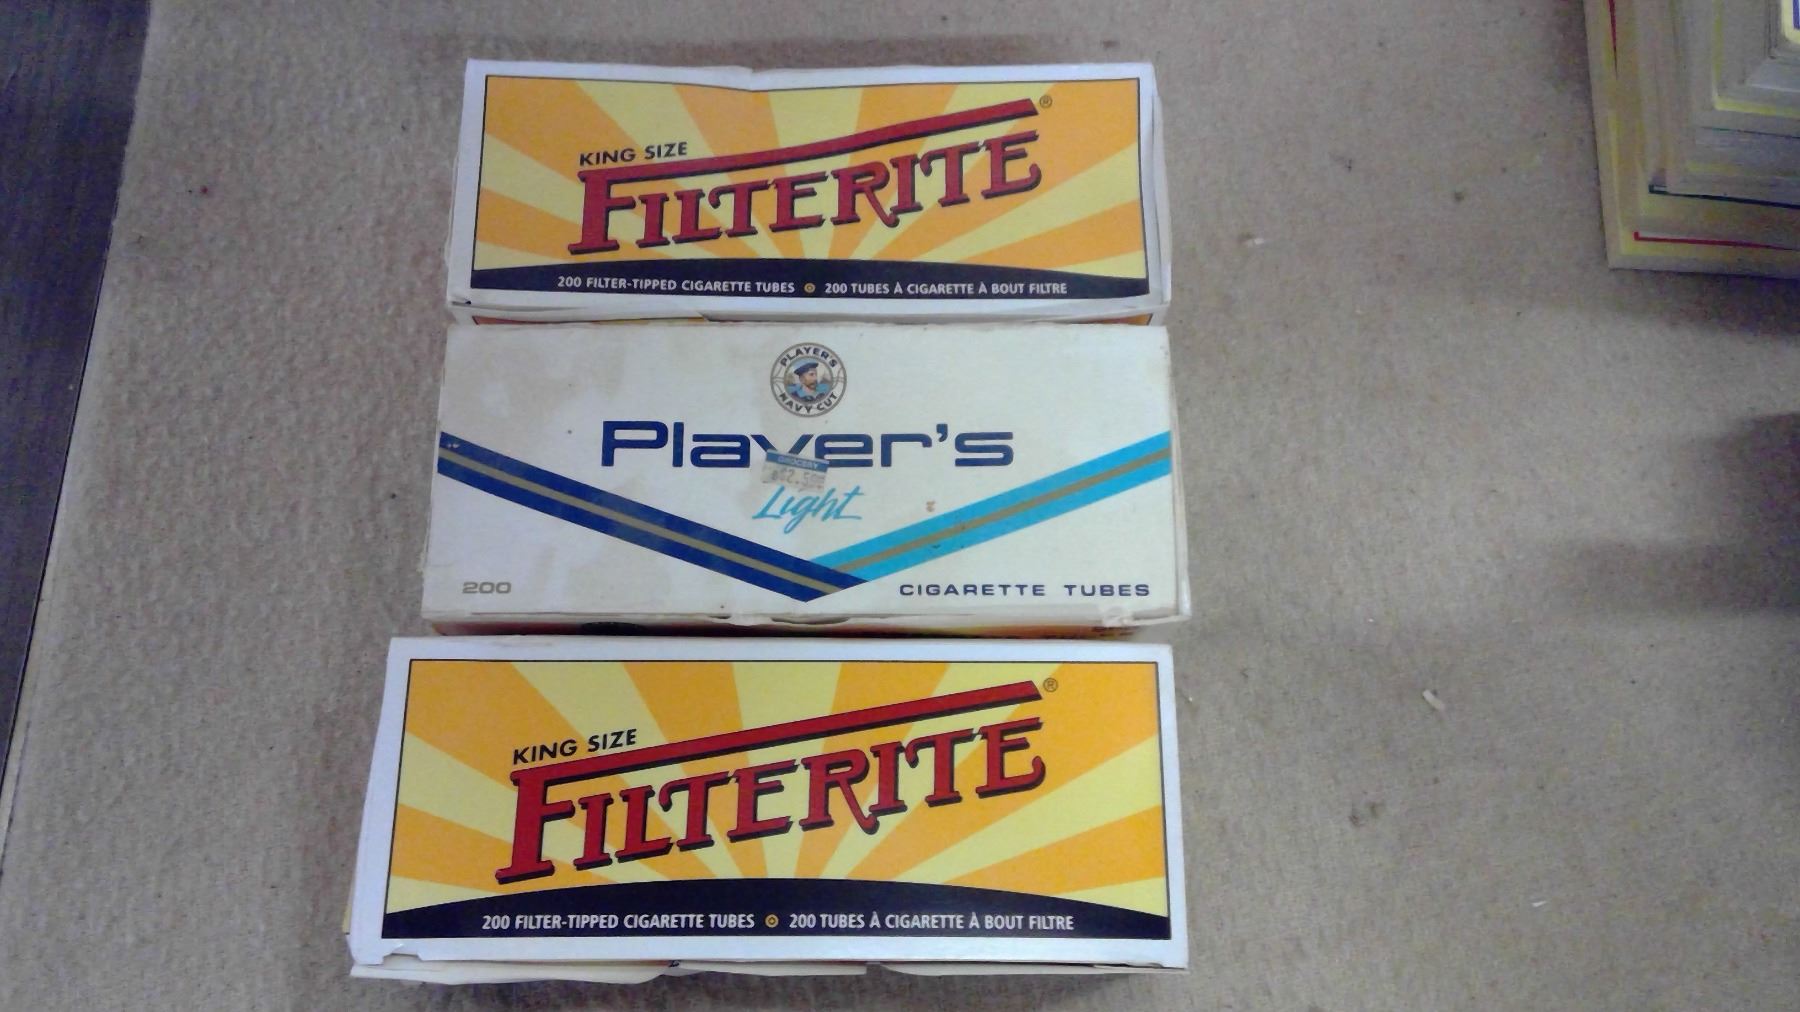 KING SIZE
FILTERITE®
200 FILTER-TIPPED CIGARETTE TUBES 200 TUBES À CIGARETTE À BOUT FILTRE
PLAYER'S
NAVY CUT
Player's
GROCERY
Light
200 CIGARETTE TUBES
KING SIZE
FILTERITE®
200 FILTER-TIPPED CIGARETTE TUBES 200 TUBES À CIGARETTE À BOUT FILTRE